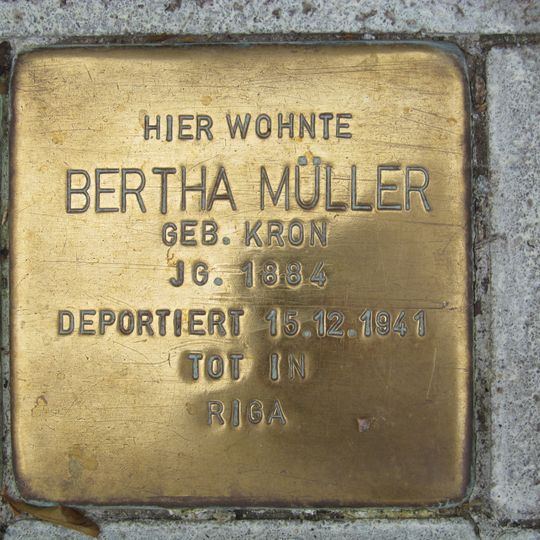 HIER WOHNTE
BERTHA MÜLLER
GEB. KRON
JG. 1884
DEPORTIERT 15.12.1941
TOT IN
RIGA